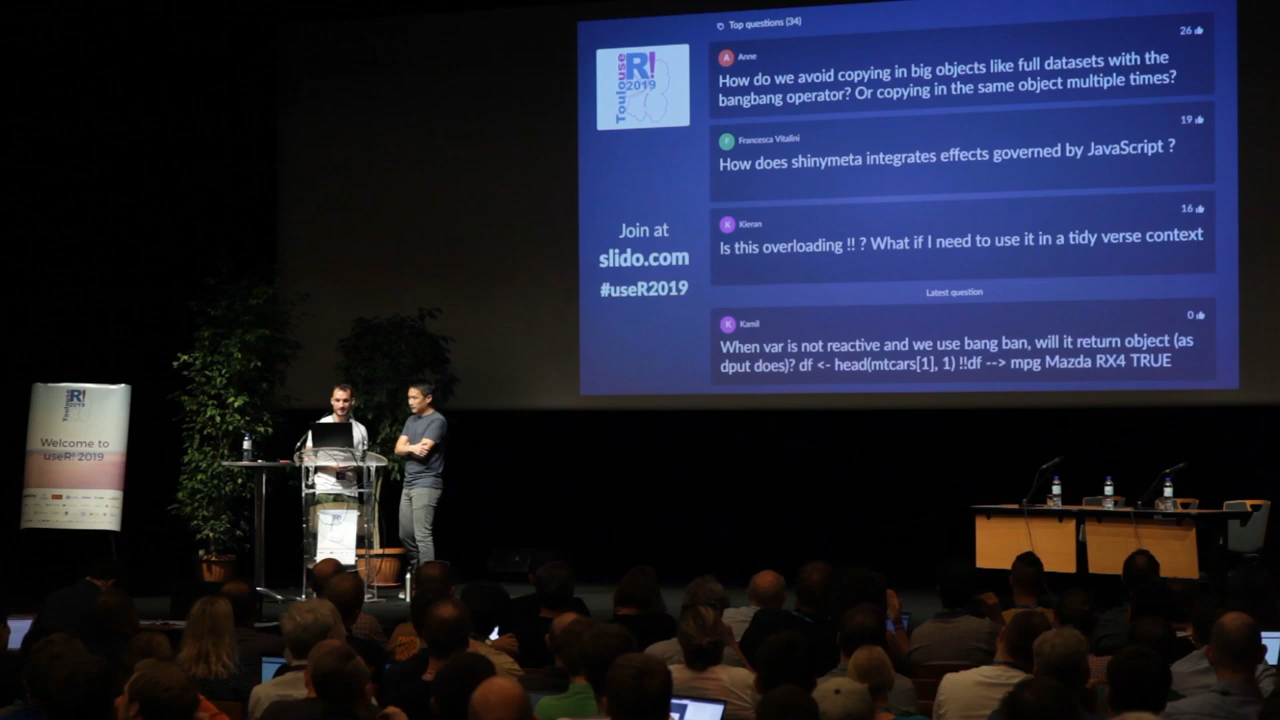 Top questions (34)
26
A Anne
How do we avoid copying in big objects like full datasets with the
bangbang operator? Or copying in the same object multiple times?
19
F Francesca Vitalini
How does shinymeta integrates effects governed by JavaScript ?
16
K Kieran
Is this overloading !! ? What if I need to use it in a tidy verse context
Latest question
0
K Kamil
When var is not reactive and we use bang ban, will it return object (as
dput does)? df <- head(mtcars[1], 1) !!df --> mpg Mazda RX4 TRUE
Toulouse
R!
2019
Join at
slido.com
#useR2019
Toulouse
R!
2019
Welcome to
useR! 2019
R!